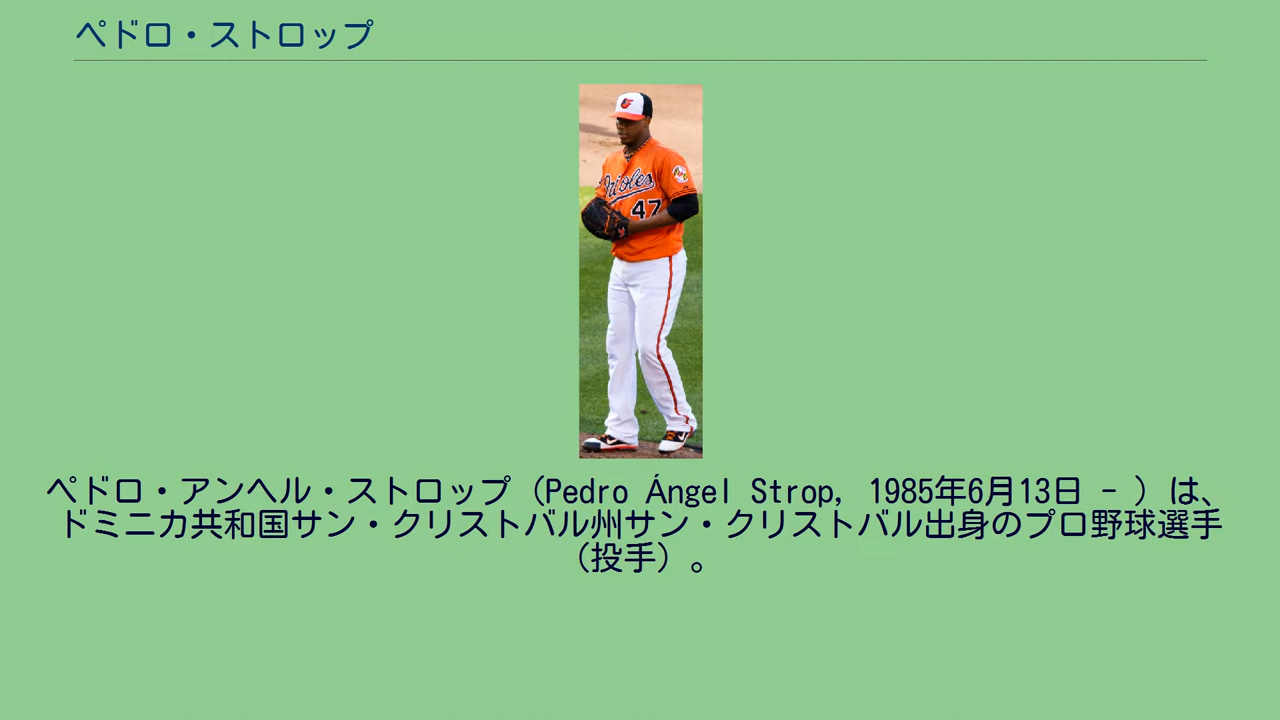 ペドロ・ストロップ
Orioles
47
ペドロ・アンヘル・ストロップ（Pedro Ángel Strop, 1985年6月13日 - ）は、
ドミニカ共和国サン・クリストバル州サン・クリストバル出身のプロ野球選手
（投手）。